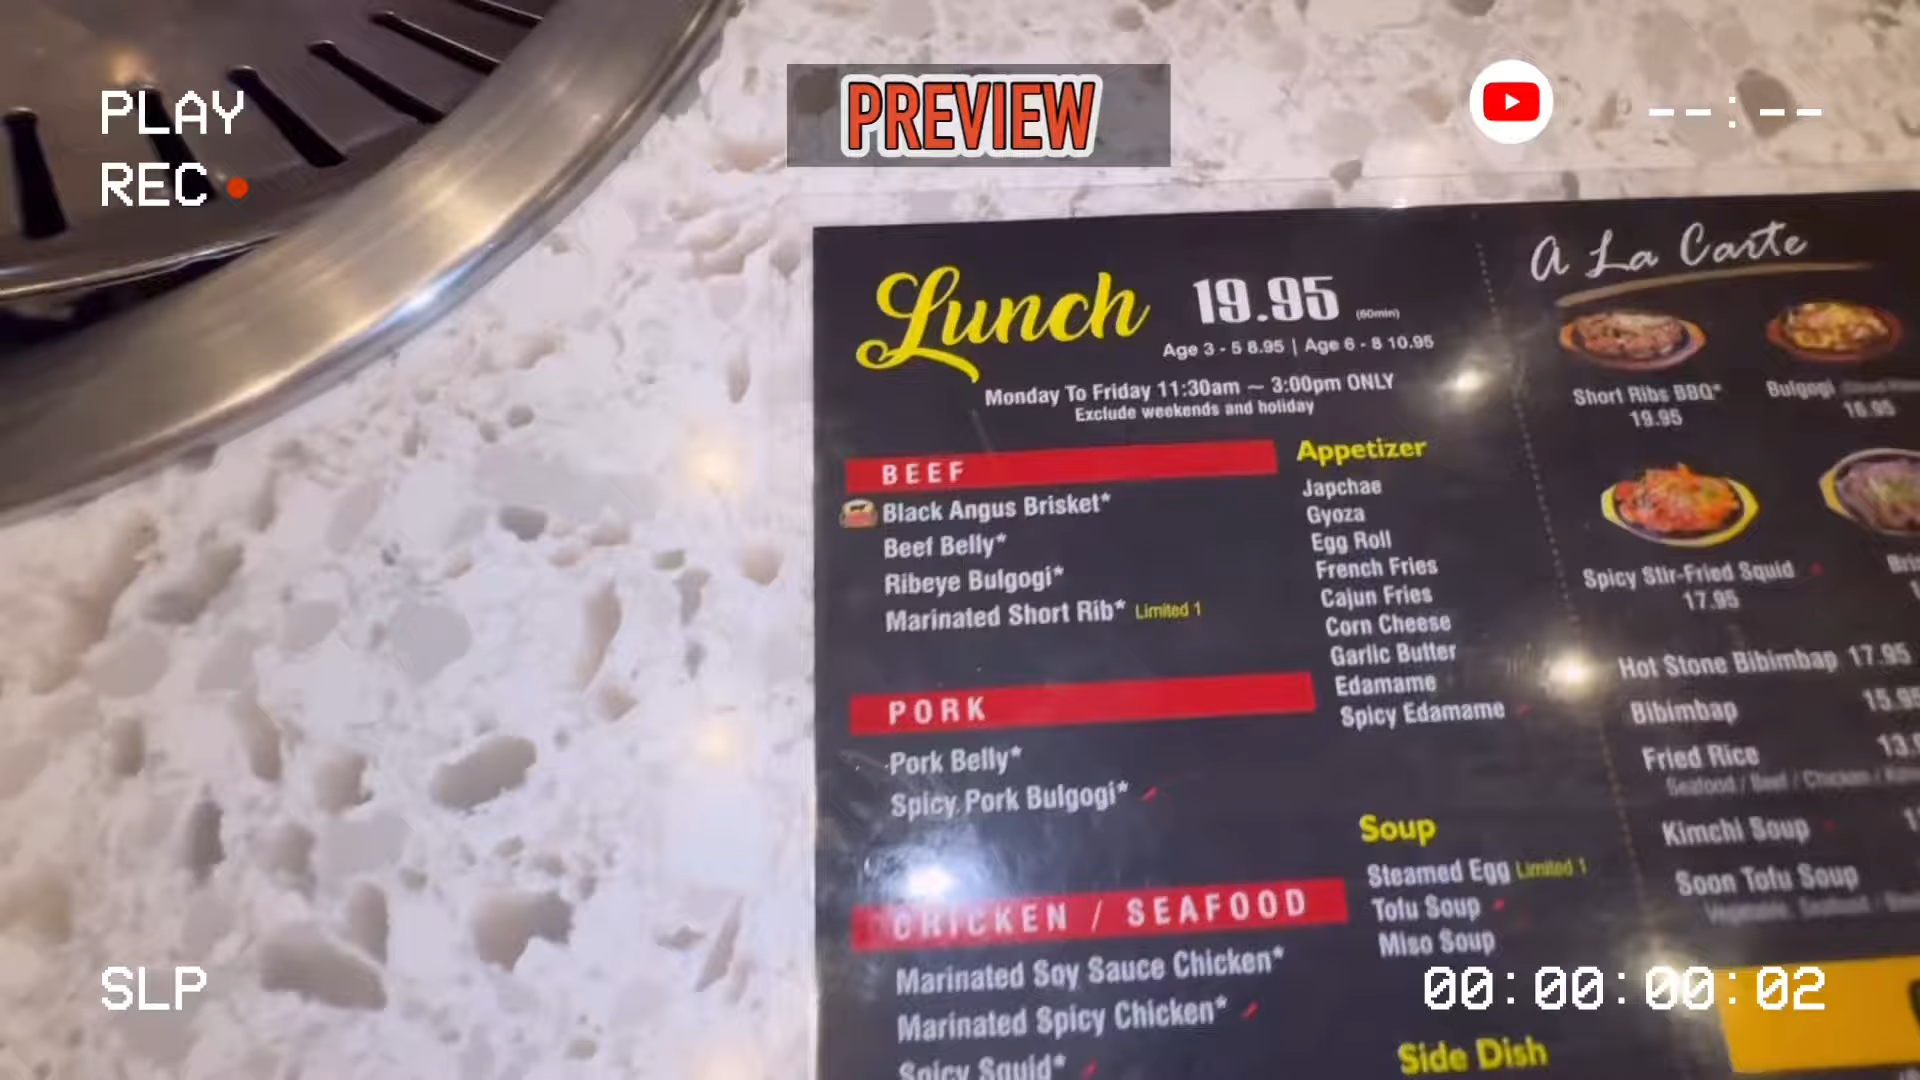 PLAY
REC
PREVIEW
--:--
Lunch 19.95 (60min)
Age 3 - 5 8.95 | Age 6 - 8 10.95
Monday To Friday 11:30am ~ 3:00pm ONLY
Exclude weekends and holiday
BEEF
Black Angus Brisket*
Beef Belly*
Ribeye Bulgogi*
Marinated Short Rib* Limited 1
PORK
Pork Belly*
Spicy Pork Bulgogi*
CHICKEN / SEAFOOD
Marinated Soy Sauce Chicken*
Marinated Spicy Chicken*
Spicy Squid*
Appetizer
Japchae
Gyoza
Egg Roll
French Fries
Cajun Fries
Corn Cheese
Garlic Butter
Edamame
Spicy Edamame
Soup
Steamed Egg Limited 1
Tofu Soup
Miso Soup
Side Dish
A La Carte
Short Ribs BBQ*
19.95
Bulgogi
16.95
Spicy Stir-Fried Squid
17.95
Hot Stone Bibimbap 17.95
Bibimbap 15.95
Fried Rice 13.
Seafood / Beef / Chicken /
Kimchi Soup
Soon Tofu Soup
SLP
00:00:00:02